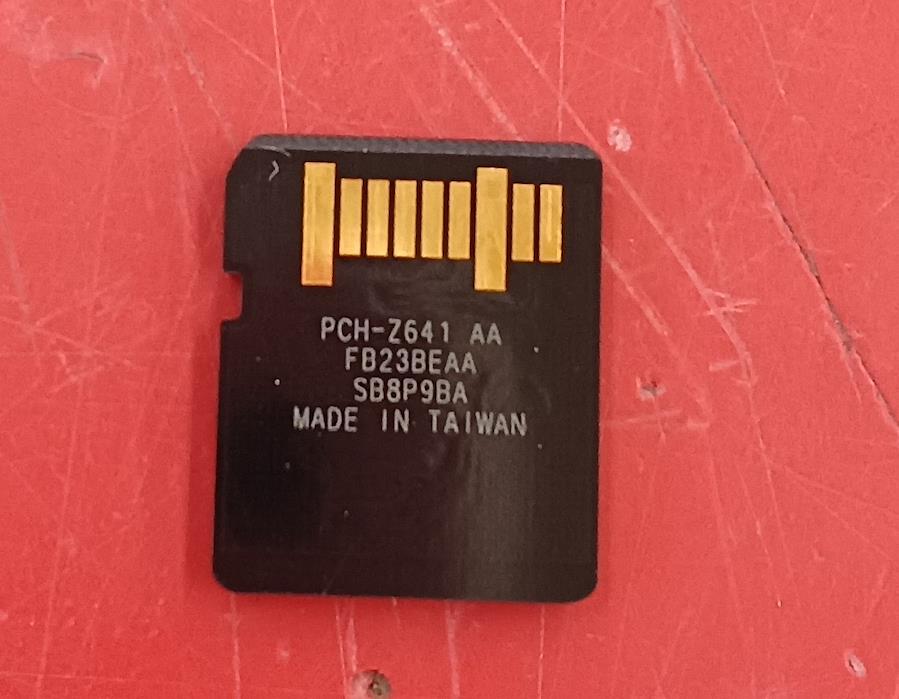 PCH-Z641 AA
FB23BEAA
SB8P9BA
MADE IN TAIWAN